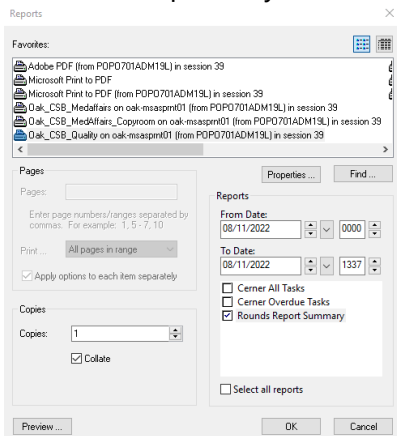 Reports
Favorites:
Adobe PDF (from POPO701ADM19L) in session 39
Microsoft Print to PDF
Microsoft Print to PDF (from POPO701ADM19L) in session 39
Oak_CSB_Medaffairs on oak-msasprnt01 (from POPO701ADM19L) in session 39
Oak_CSB_MedAffairs_Copyroom on oak-msasprnt01 (from POPO701ADM19L) in session 39
Oak_CSB_Quality on oak-msasprnt01 (from POPO701ADM19L) in session 39
Properties ...
Find ...
Pages
Pages:
Enter page numbers/ranges separated by
commas. For example: 1, 5 - 7, 10
Print ...
All pages in range
Apply options to each item separately
Copies
Copies:
1
Collate
Reports
From Date:
08/11/2022
0000
To Date:
08/11/2022
1337
Cerner All Tasks
Cerner Overdue Tasks
Rounds Report Summary
Select all reports
Preview ...
OK
Cancel